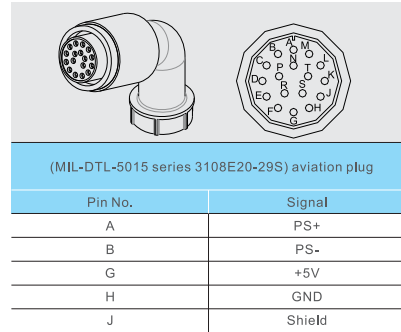 A
B
M
C
N
L
P
T
D
K
R
S
E
J
F
H
G
(MIL-DTL-5015 series 3108E20-29S) aviation plug
Pin No. Signal
A PS+
B PS-
G +5V
H GND
J Shield